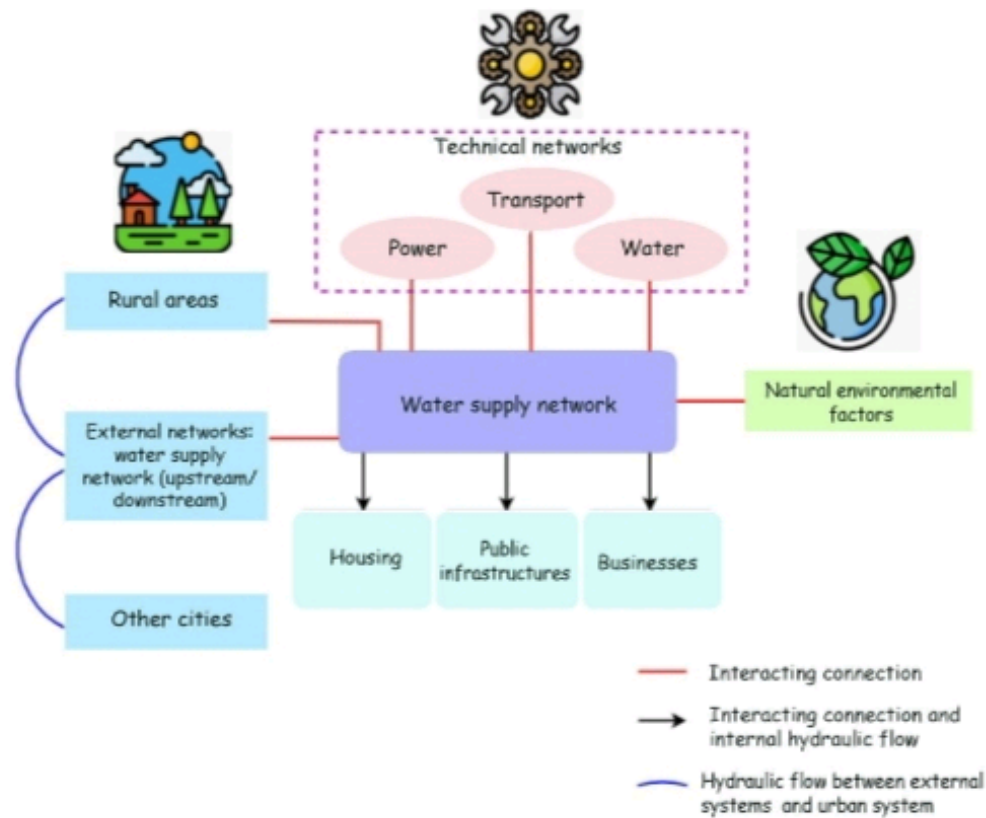 Technical networks
Transport
Power
Water
Rural areas
Water supply network
Natural environmental
factors
External networks:
water supply
network (upstream/
downstream)
Housing
Public
infrastructures
Businesses
Other cities
Interacting connection
Interacting connection and
internal hydraulic flow
Hydraulic flow between external
systems and urban system